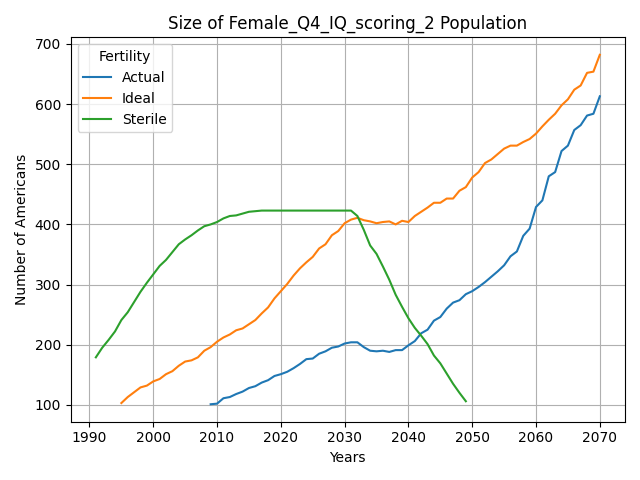 Size of Female_Q4_IQ_scoring_2 Population
Fertility
Actual
Ideal
Sterile
700
600
500
400
300
200
100
Number of Americans
1990 2000 2010 2020 2030 2040 2050 2060 2070
Years